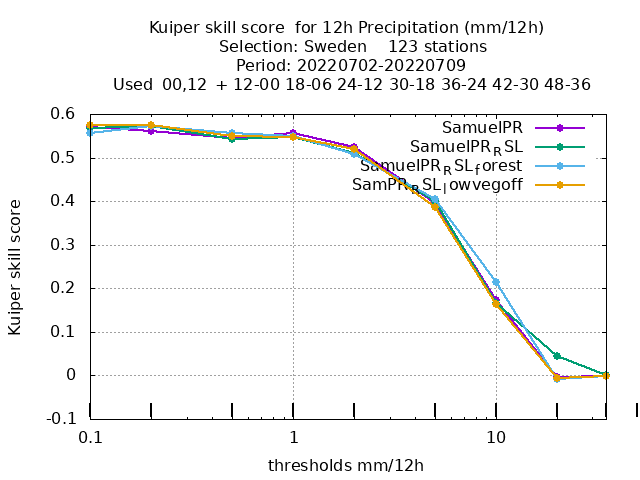 Kuiper skill score  for 12h Precipitation (mm/12h)
Selection: Sweden    123 stations
Period: 20220702-20220709
Used  00,12  + 12-00 18-06 24-12 30-18 36-24 42-30 48-36
0.6
0.5
0.4
0.3
0.2
0.1
0
-0.1
Kuiper skill score
SamuelPR
SamuelPR_RSL
SamuelPR_RSL_forest
SamPR_RSL_lowvegoff
0.1 1 10
thresholds mm/12h